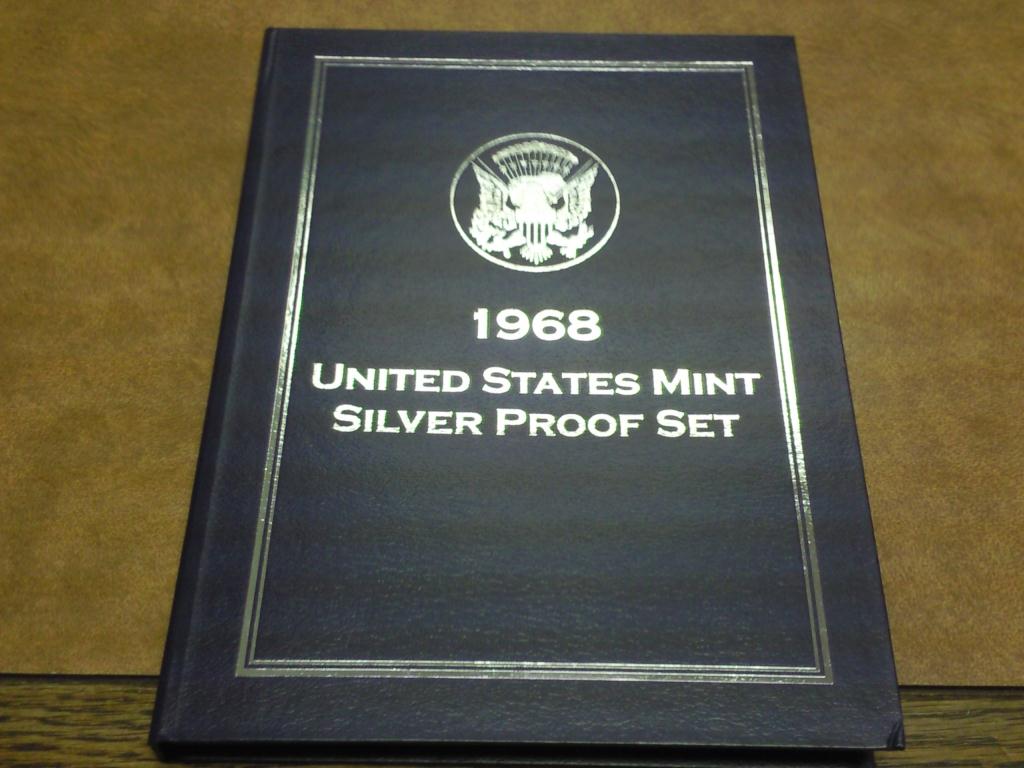 1968
UNITED STATES MINT
SILVER PROOF SET